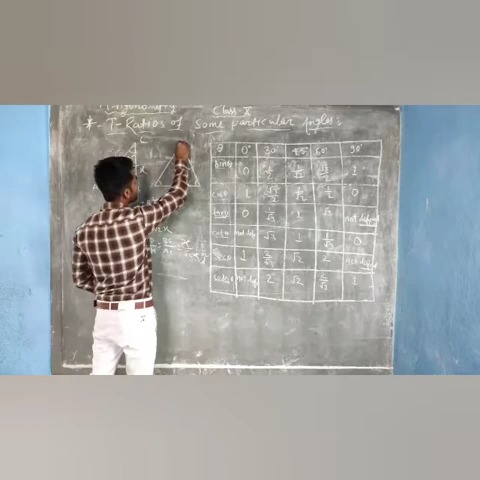 Trigonometry Class-X
* T-Ratios of Some particular Angles:
C
θ 0° 30° 45° 60° 90°
sinθ 0 1/2 1/√2 √3/2 1
cosθ 1 √3/2 1/√2 1/2 0
tanθ 0 1/√3 1 √3 not defined
cotθ not def √3 1 1/√3 0
secθ 1 2/√3 √2 2 not defined
cosecθ not def. 2 √2 2/√3 1